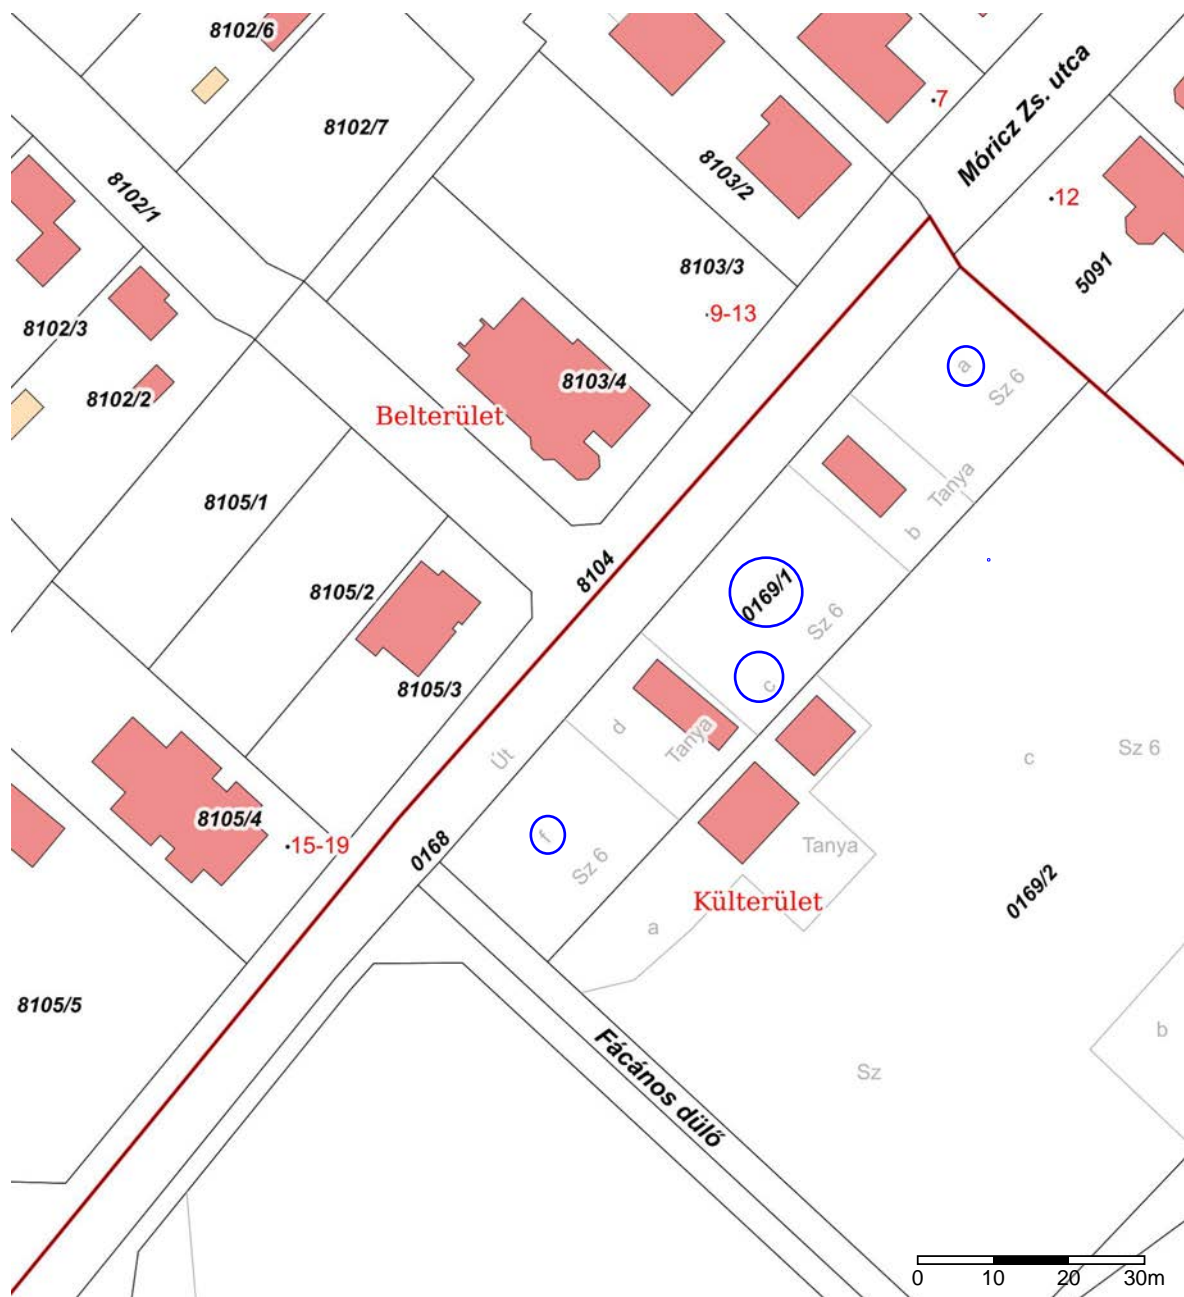 8102/6
7
8102/7
Móricz Zs. utca
8103/2
8102/1
12
8103/3
5091
9-13
8102/3
a
8103/4
Sz 6
8102/2
Belterület
Tanya
8105/1
b
8104
8105/2
0169/1
Sz 6
8105/3
c
d
Tanya
Út
c
Sz 6
8105/4
f
15-19
Tanya
0168
Sz 6
0169/2
Külterület
a
8105/5
b
Sz
Fácános dülő
0
10
20
30m